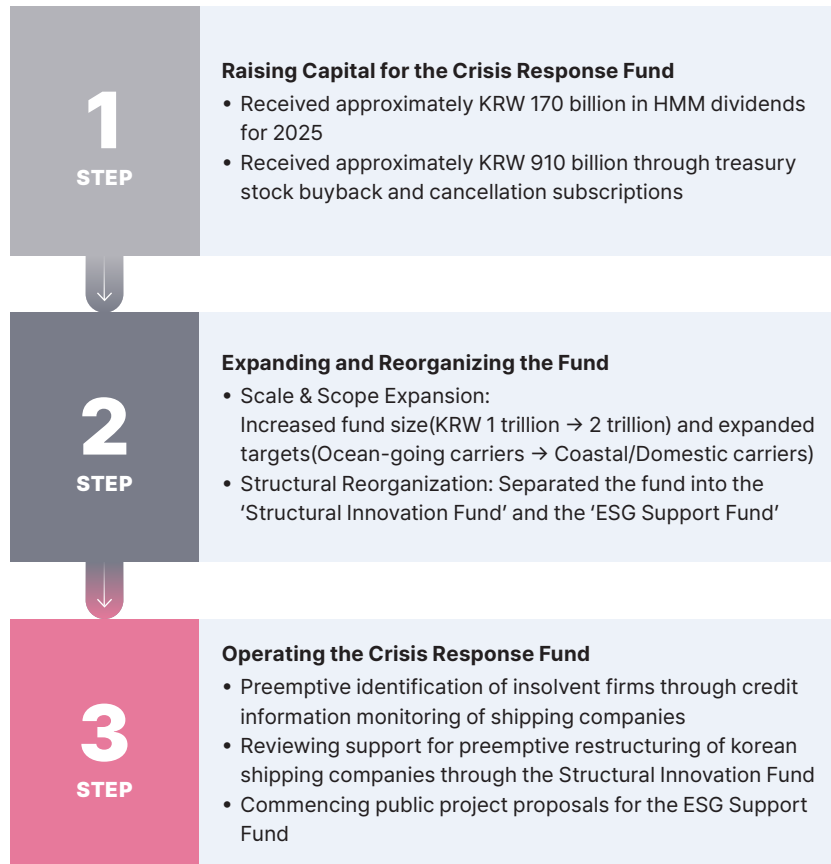 1
STEP
Raising Capital for the Crisis Response Fund
• Received approximately KRW 170 billion in HMM dividends
for 2025
• Received approximately KRW 910 billion through treasury
stock buyback and cancellation subscriptions
2
STEP
Expanding and Reorganizing the Fund
• Scale & Scope Expansion:
Increased fund size(KRW 1 trillion → 2 trillion) and expanded
targets(Ocean-going carriers → Coastal/Domestic carriers)
• Structural Reorganization: Separated the fund into the
‘Structural Innovation Fund’ and the ‘ESG Support Fund’
3
STEP
Operating the Crisis Response Fund
• Preemptive identification of insolvent firms through credit
information monitoring of shipping companies
• Reviewing support for preemptive restructuring of korean
shipping companies through the Structural Innovation Fund
• Commencing public project proposals for the ESG Support
Fund